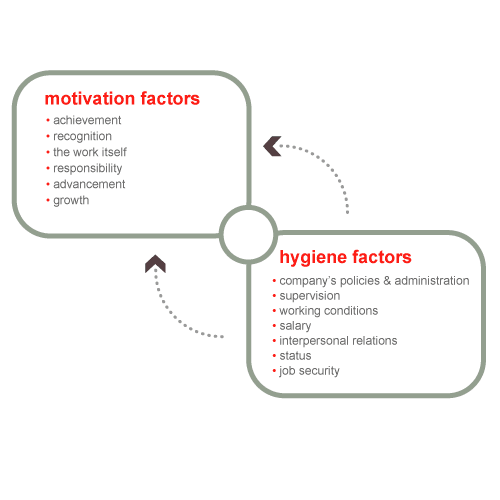 motivation factors
• achievement
• recognition
• the work itself
• responsibility
• advancement
• growth
hygiene factors
• company's policies & administration
• supervision
• working conditions
• salary
• interpersonal relations
• status
• job security